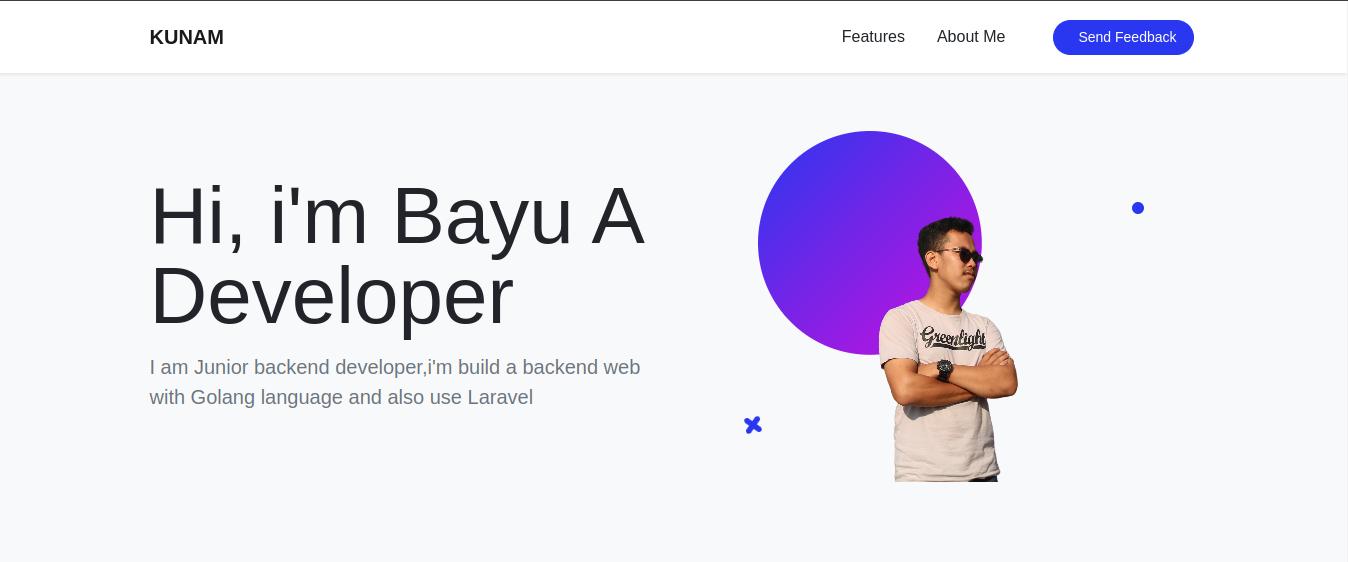 KUNAM
Features
About Me
Send Feedback
Hi, i'm Bayu A
Developer
I am Junior backend developer,i'm build a backend web
with Golang language and also use Laravel
Greenlight